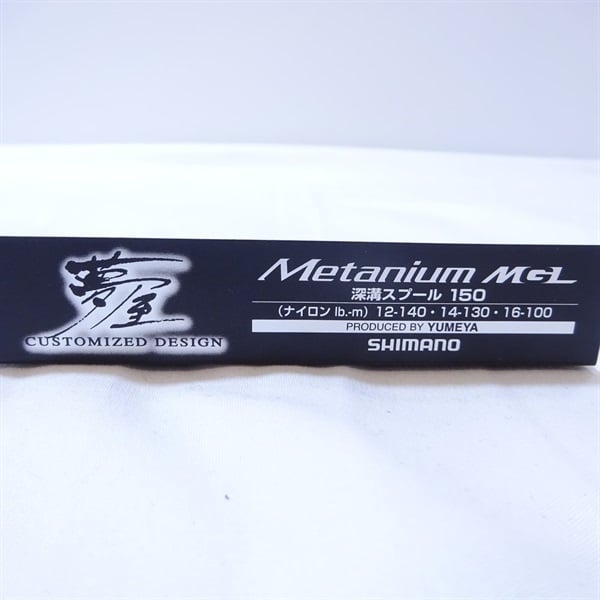 夢屋
CUSTOMIZED DESIGN
Metanium MGL
深溝スプール 150
(ナイロン lb.-m) 12-140・14-130・16-100
PRODUCED BY YUMEYA
SHIMANO